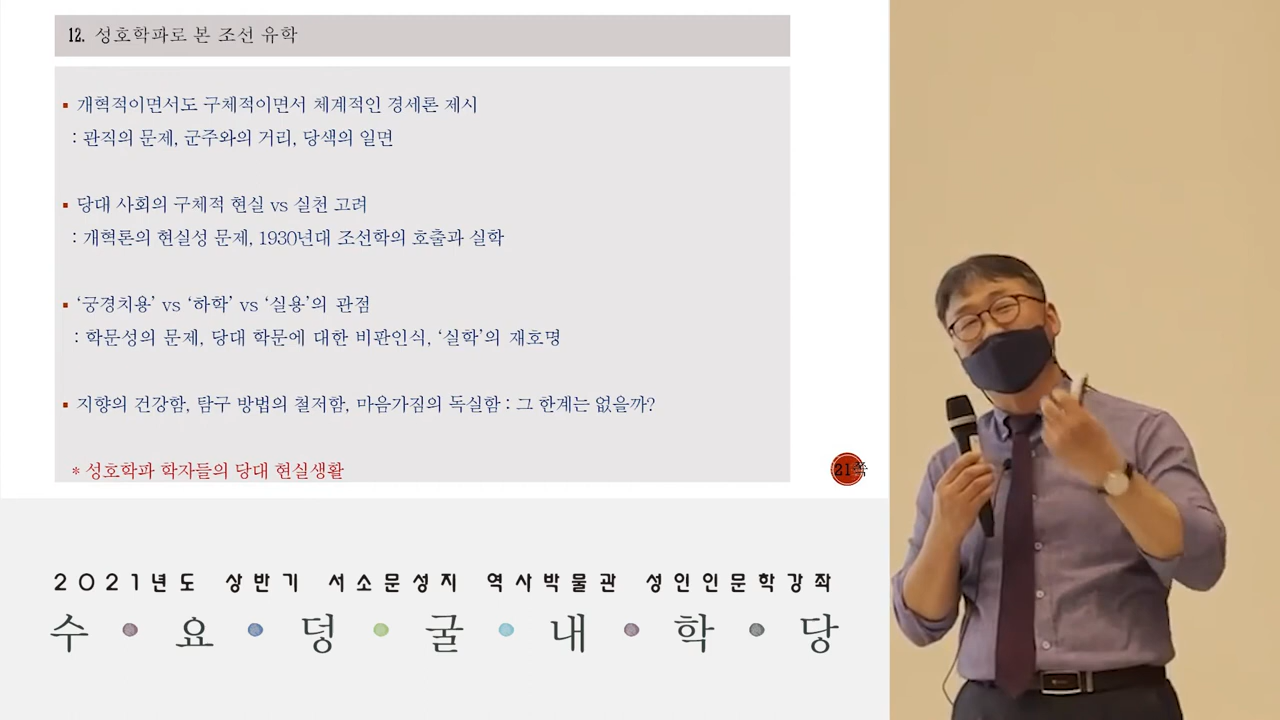 12. 성호학파로 본 조선 유학
▪ 개혁적이면서도 구체적이면서 체계적인 경세론 제시
: 관직의 문제, 군주와의 거리, 당색의 일면
▪ 당대 사회의 구체적 현실 vs 실천 고려
: 개혁론의 현실성 문제, 1930년대 조선학의 호출과 실학
▪ ‘궁경치용’ vs ‘하학’ vs ‘실용’의 관점
: 학문성의 문제, 당대 학문에 대한 비판인식, ‘실학’의 재호명
▪ 지향의 건강함, 탐구 방법의 철저함, 마음가짐의 독실함 : 그 한계는 없을까?
* 성호학파 학자들의 당대 현실생활
21쪽
2021년도 상반기 서소문성지 역사박물관 성인인문학강좌
수•요•덩•굴•내•학•당